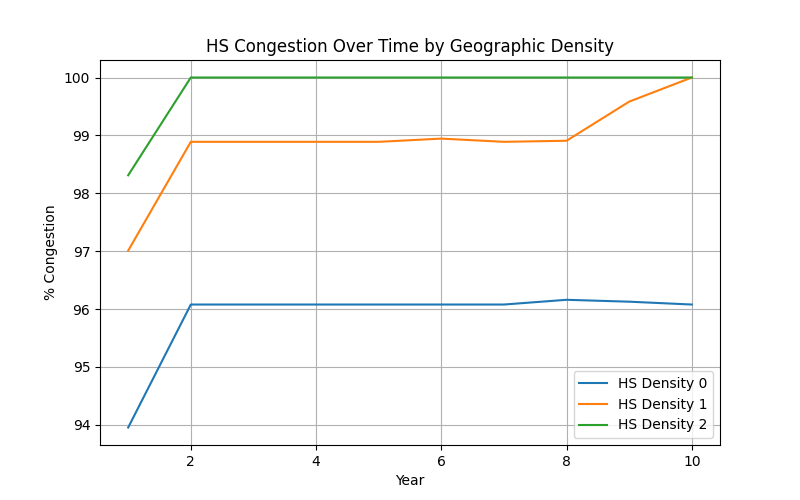 HS Congestion Over Time by Geographic Density
% Congestion
100
99
98
97
96
95
94
2 4 6 8 10
Year
HS Density 0
HS Density 1
HS Density 2